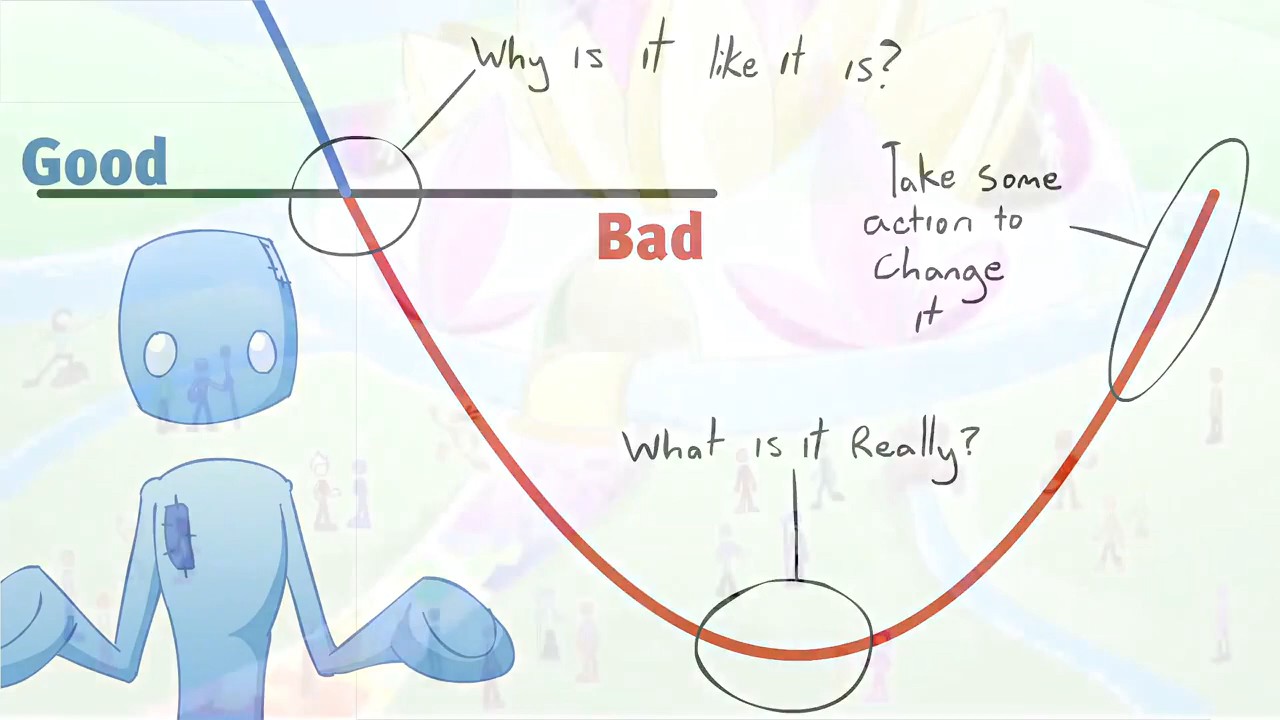 Why is it like it is?
Good
Bad
Take some
action to
Change
it
What is it Really?